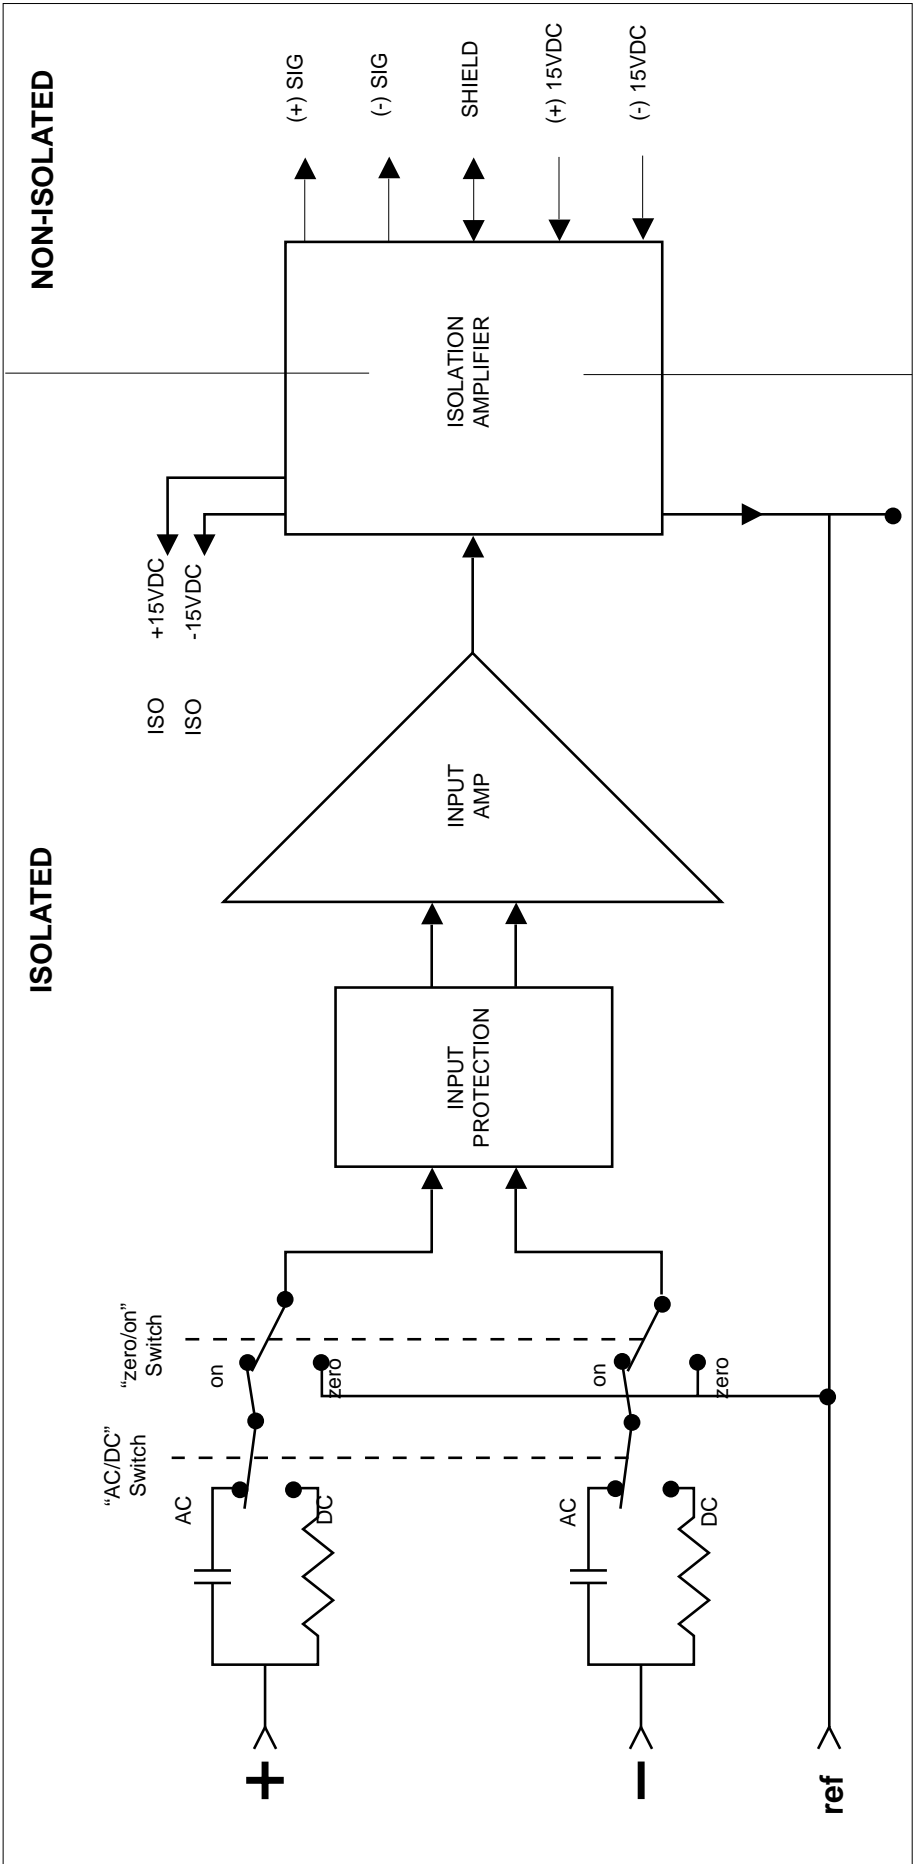 ISOLATED
NON-ISOLATED
"AC/DC"
Switch
"zero/on"
Switch
ISO +15VDC
ISO -15VDC
AC
DC
on
zero
+
INPUT
PROTECTION
INPUT
AMP
ISOLATION
AMPLIFIER
(+) SIG
(-) SIG
SHIELD
(+) 15VDC
(-) 15VDC
AC
DC
on
zero
−
ref